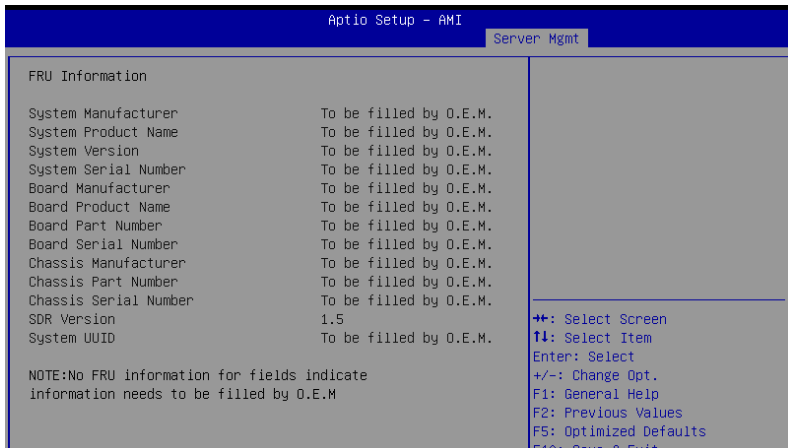 Aptio Setup – AMI
Server Mgmt
FRU Information
System Manufacturer To be filled by O.E.M.
System Product Name To be filled by O.E.M.
System Version To be filled by O.E.M.
System Serial Number To be filled by O.E.M.
Board Manufacturer To be filled by O.E.M.
Board Product Name To be filled by O.E.M.
Board Part Number To be filled by O.E.M.
Board Serial Number To be filled by O.E.M.
Chassis Manufacturer To be filled by O.E.M.
Chassis Part Number To be filled by O.E.M.
Chassis Serial Number To be filled by O.E.M.
SDR Version 1.5
System UUID To be filled by O.E.M.
NOTE:No FRU information for fields indicate
information needs to be filled by O.E.M
→←: Select Screen
↑↓: Select Item
Enter: Select
+/-: Change Opt.
F1: General Help
F2: Previous Values
F5: Optimized Defaults